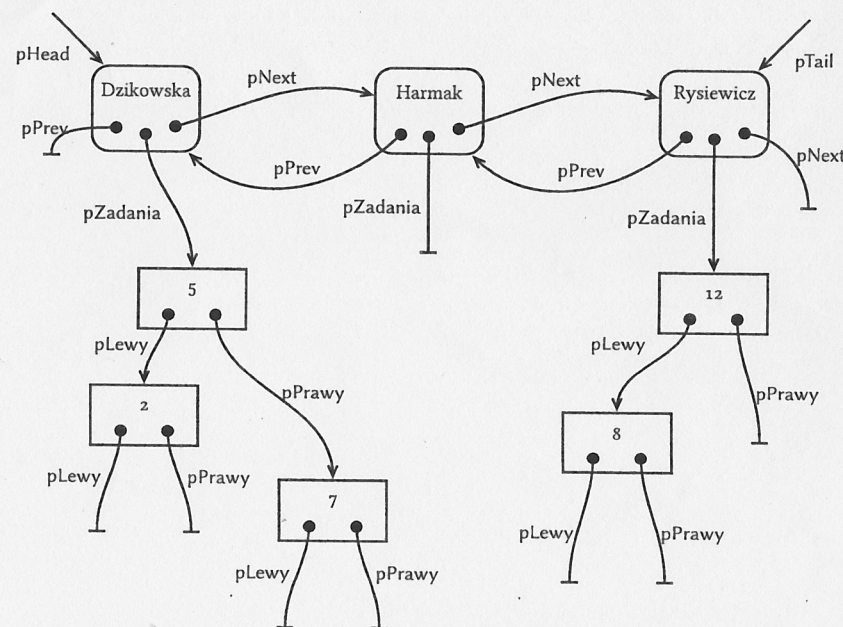 pHead
pTail
Dzikowska
Harmak
Rysiewicz
pNext
pNext
pPrev
pNext
pPrev
pPrev
pZadania
pZadania
pZadania
5
12
pLewy
pLewy
pPrawy
pPrawy
2
8
pLewy
pPrawy
7
pLewy
pPrawy
pLewy
pPrawy